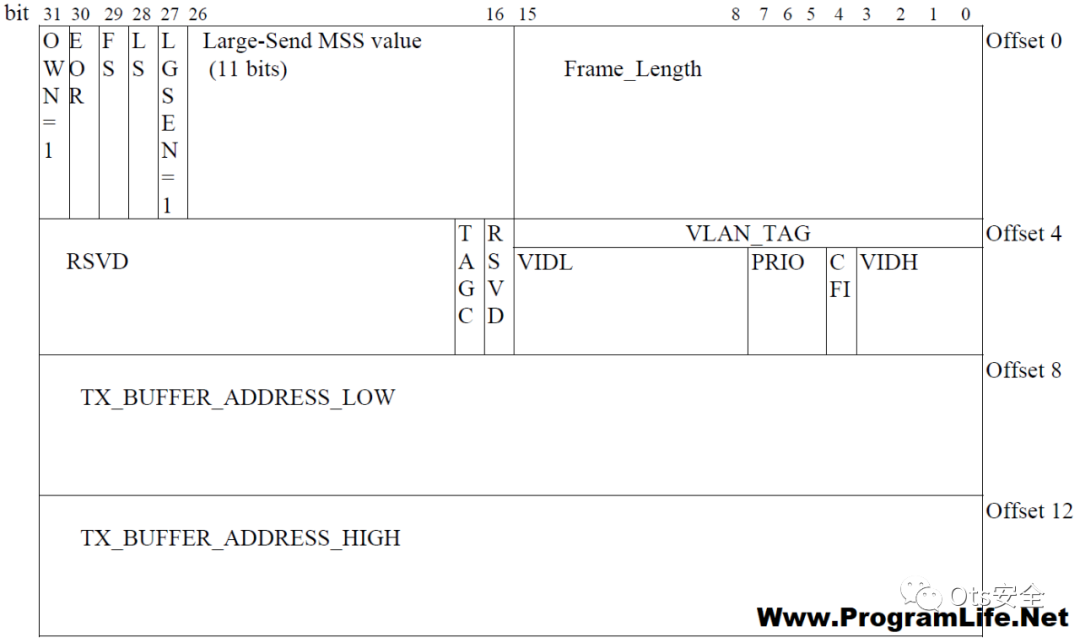 bit 31 30 29 28 27 26 16 15 8 7 6 5 4 3 2 1 0
OWN=1 EOR FS LS LGSEN=1 Large-Send MSS value Frame_Length Offset 0
(11 bits)
RSVD TAGC RSVD VLAN_TAG Offset 4
VIDL PRIO CFI VIDH
TX_BUFFER_ADDRESS_LOW Offset 8
TX_BUFFER_ADDRESS_HIGH Offset 12
Ots安全
Www.ProgramLife.Net